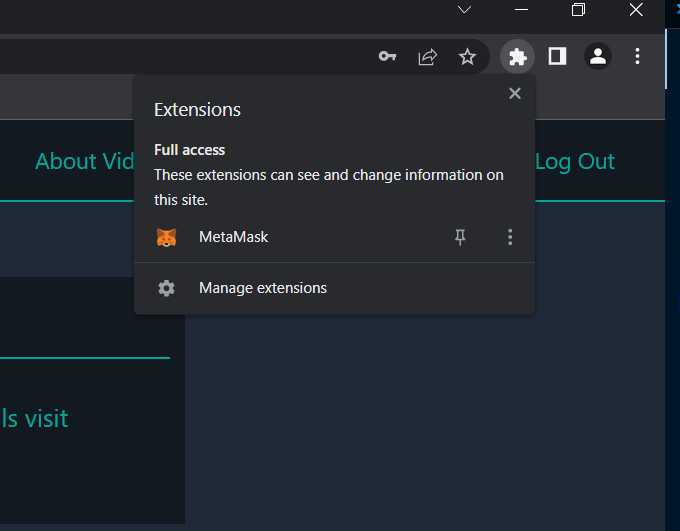 Extensions
Full access
These extensions can see and change information on
this site.
MetaMask
Manage extensions
About Vid
Log Out
ls visit